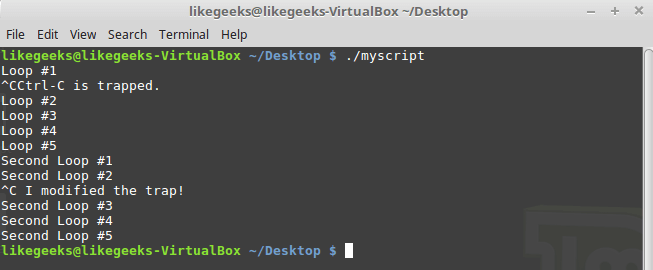 likegeeks@likegeeks-VirtualBox ~/Desktop
File Edit View Search Terminal Help
likegeeks@likegeeks-VirtualBox ~/Desktop $ ./myscript
Loop #1
^CCtrl-C is trapped.
Loop #2
Loop #3
Loop #4
Loop #5
Second Loop #1
Second Loop #2
^C I modified the trap!
Second Loop #3
Second Loop #4
Second Loop #5
likegeeks@likegeeks-VirtualBox ~/Desktop $